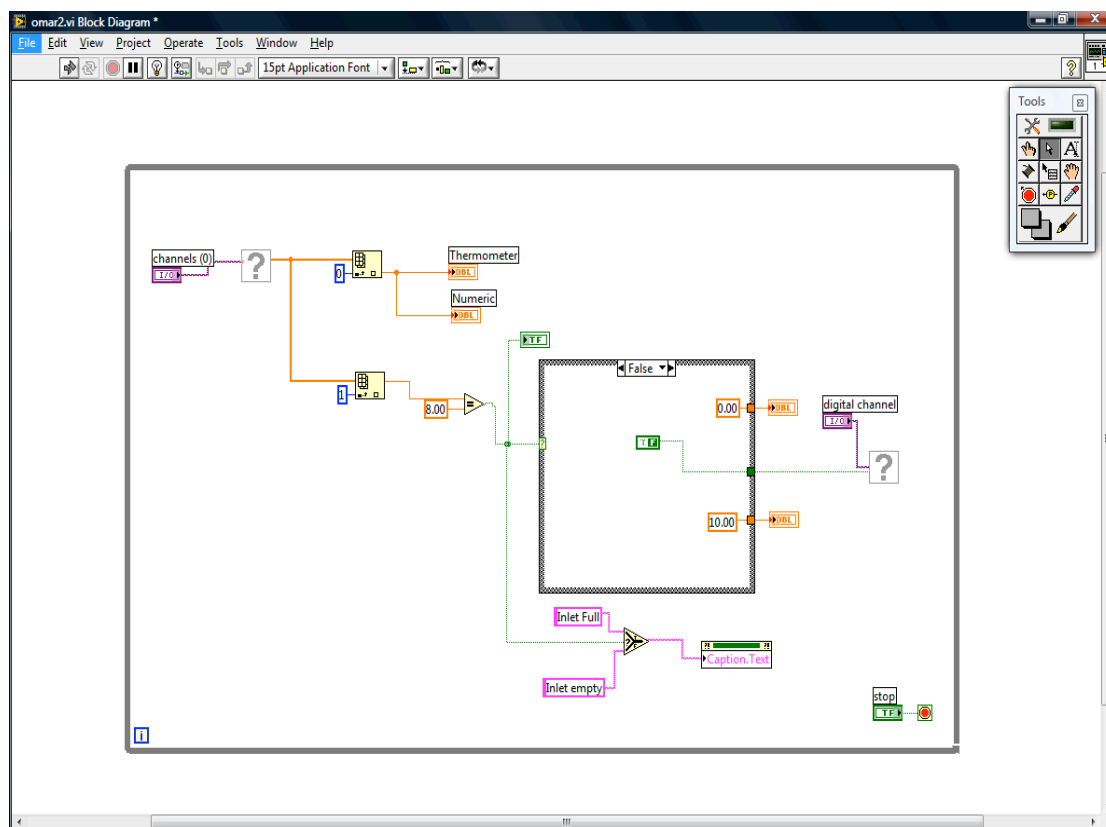 omar2.vi Block Diagram *
File Edit View Project Operate Tools Window Help
15pt Application Font
?
1
Tools
channels (0)
I/O
?
0
Thermometer
DBL
Numeric
DBL
TF
False
1
8.00
=
?
0.00
DBL
digital channel
I/O
T F
?
10.00
DBL
Inlet Full
?
T
F
Caption.Text
Inlet empty
stop
TF
i